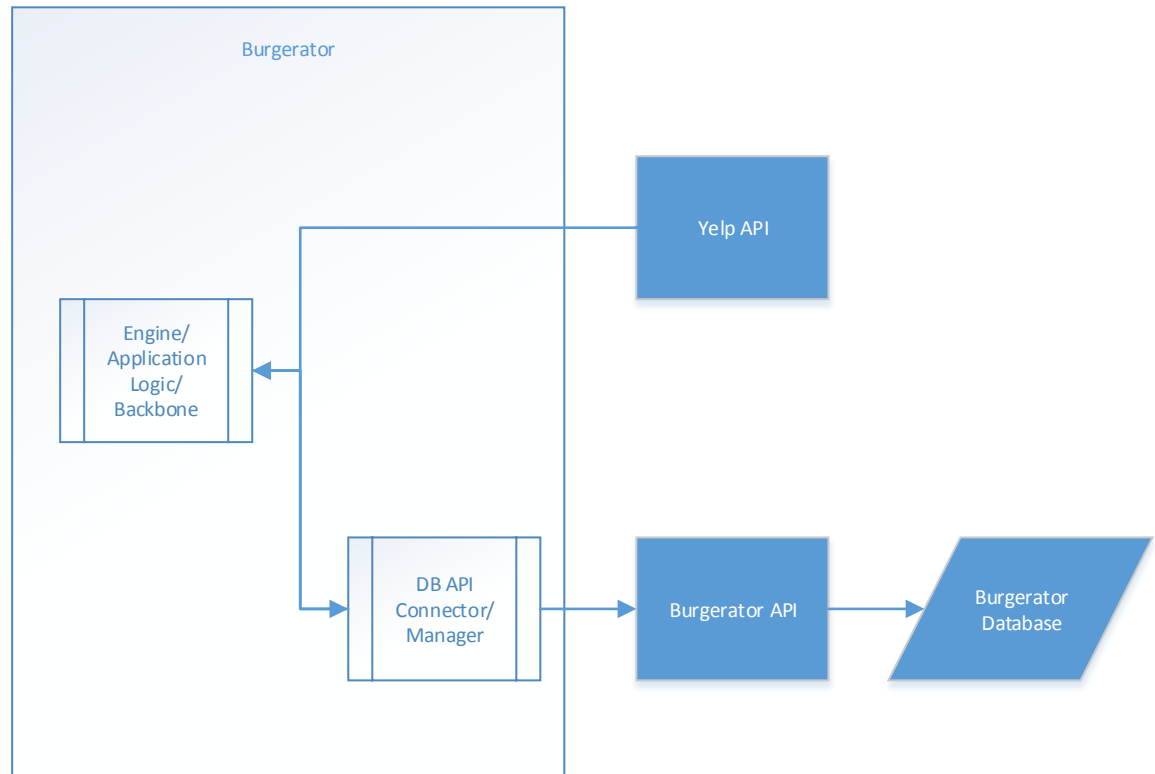 Burgerator
Yelp API
Engine/
Application
Logic/
Backbone
DB API
Connector/
Manager
Burgerator API
Burgerator
Database